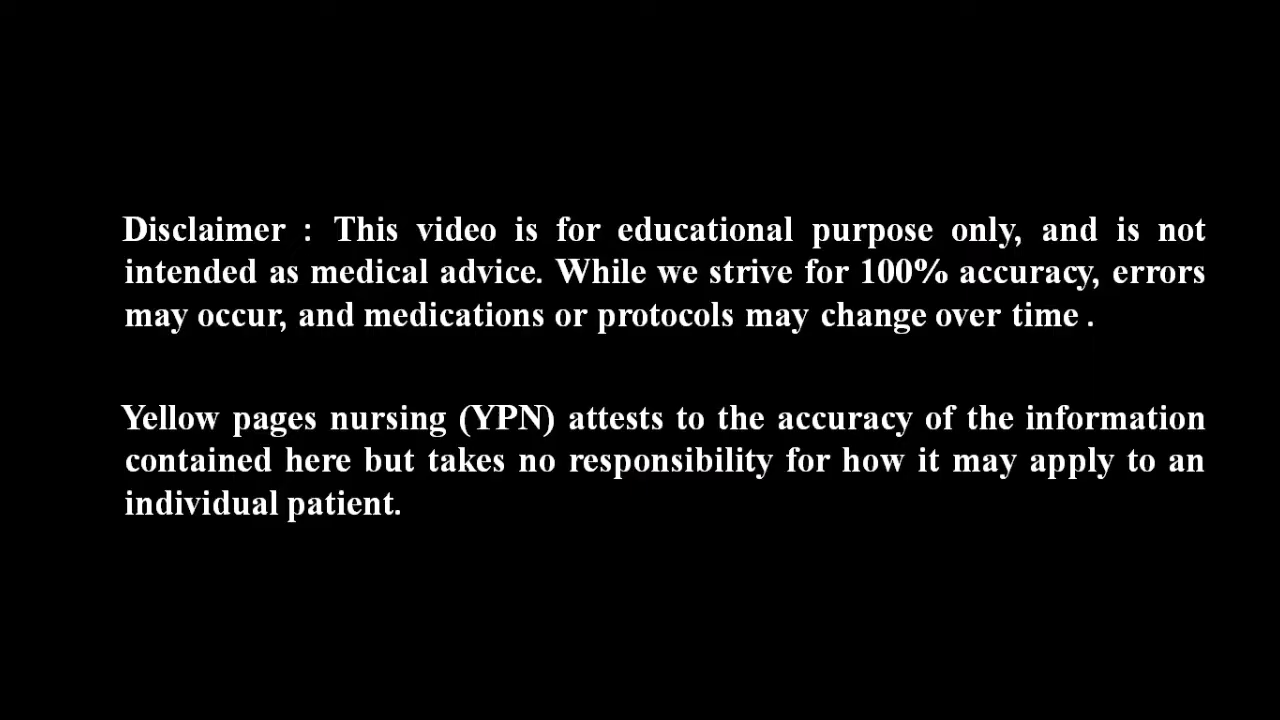 Disclaimer : This video is for educational purpose only, and is not
intended as medical advice. While we strive for 100% accuracy, errors
may occur, and medications or protocols may change over time .
Yellow pages nursing (YPN) attests to the accuracy of the information
contained here but takes no responsibility for how it may apply to an
individual patient.